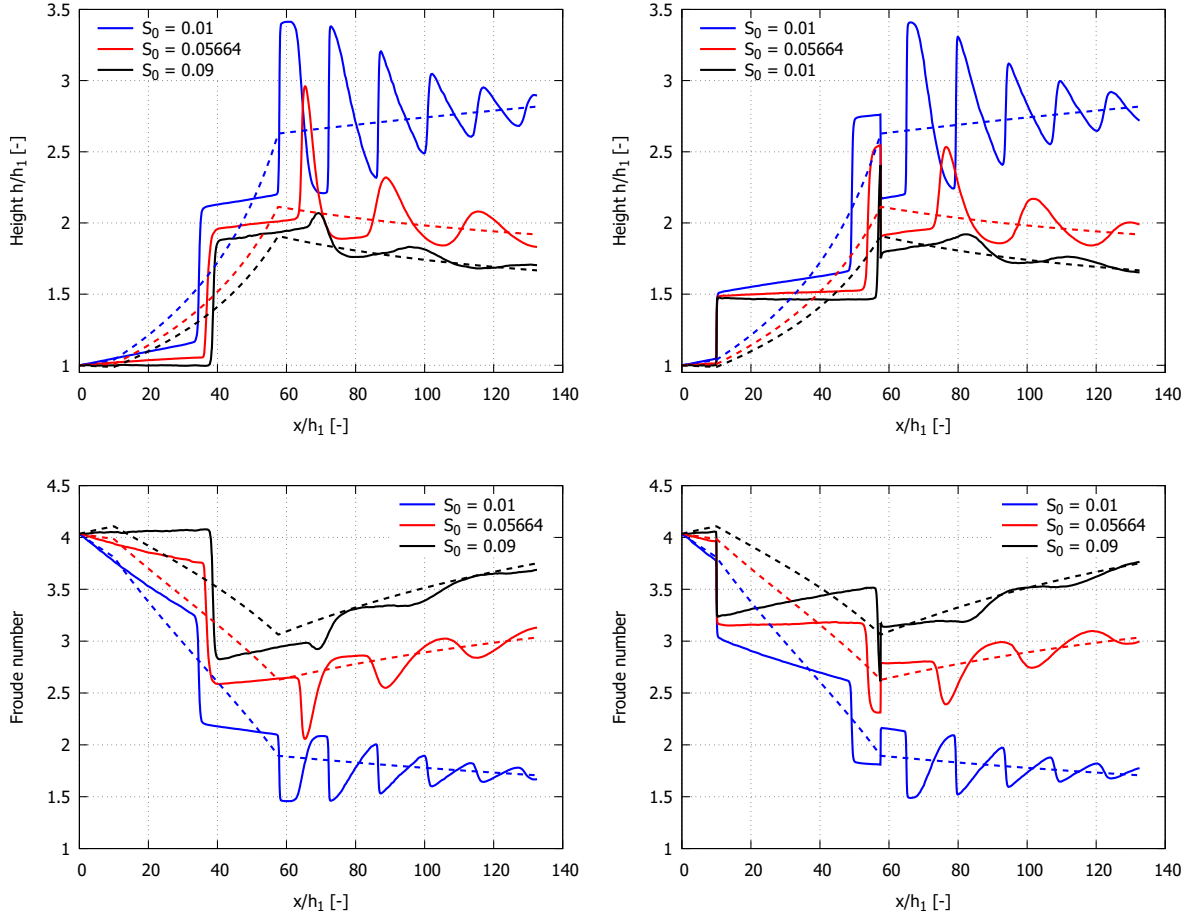 Height h/h1 [-]
3.5
3
2.5
2
1.5
1
0 20 40 60 80 100 120 140
x/h1 [-]
S0 = 0.01
S0 = 0.05664
S0 = 0.09
Height h/h1 [-]
3.5
3
2.5
2
1.5
1
0 20 40 60 80 100 120 140
x/h1 [-]
S0 = 0.01
S0 = 0.05664
S0 = 0.01
Froude number
4.5
4
3.5
3
2.5
2
1.5
1
0 20 40 60 80 100 120 140
x/h1 [-]
S0 = 0.01
S0 = 0.05664
S0 = 0.09
Froude number
4.5
4
3.5
3
2.5
2
1.5
1
0 20 40 60 80 100 120 140
x/h1 [-]
S0 = 0.01
S0 = 0.05664
S0 = 0.09